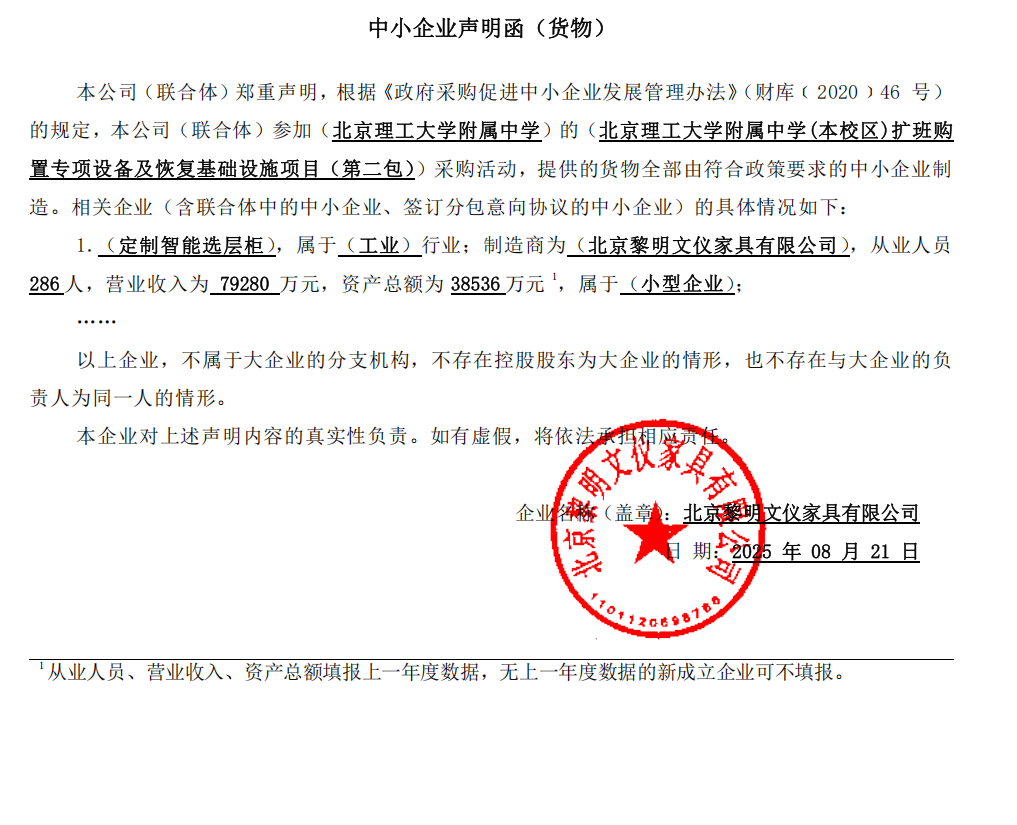 中小企业声明函（货物）
本公司（联合体）郑重声明，根据《政府采购促进中小企业发展管理办法》（财库﹝2020﹞46 号）
的规定，本公司（联合体）参加（北京理工大学附属中学）的（北京理工大学附属中学(本校区)扩班购
置专项设备及恢复基础设施项目（第二包））采购活动，提供的货物全部由符合政策要求的中小企业制
造。相关企业（含联合体中的中小企业、签订分包意向协议的中小企业）的具体情况如下：
1.（定制智能选层柜），属于（工业）行业；制造商为（北京黎明文仪家具有限公司），从业人员
286人，营业收入为 79280 万元，资产总额为 38536万元 1，属于（小型企业）；
……
以上企业，不属于大企业的分支机构，不存在控股股东为大企业的情形，也不存在与大企业的负
责人为同一人的情形。
本企业对上述声明内容的真实性负责。如有虚假，将依法承担相应责任。
企业名称（盖章）：北京黎明文仪家具有限公司
日 期：2025 年 08 月 21 日
北京黎明文仪家具有限公司
1 从业人员、营业收入、资产总额填报上一年度数据，无上一年度数据的新成立企业可不填报。